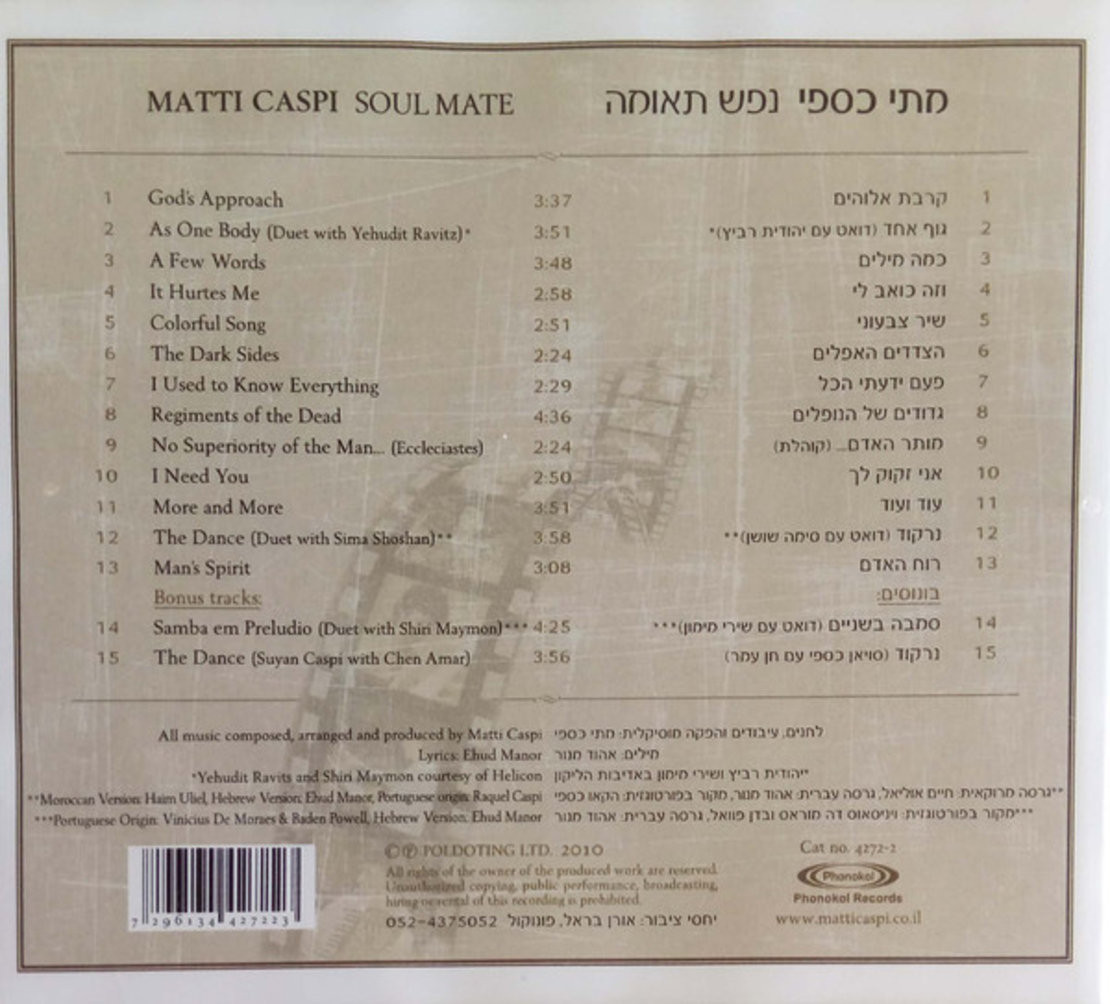 MATTI CASPI SOUL MATE מתי כספי נפש תאומה
1 God's Approach 3:37 קרבת אלוהים 1
2 As One Body (Duet with Yehudit Ravitz)* 3:51 גוף אחד (דואט עם יהודית רביץ)* 2
3 A Few Words 3:48 כמה מילים 3
4 It Hurtes Me 2:58 וזה כואב לי 4
5 Colorful Song 2:51 שיר צבעוני 5
6 The Dark Sides 2:24 הצדדים האפלים 6
7 I Used to Know Everything 2:29 פעם ידעתי הכל 7
8 Regiments of the Dead 4:36 גדודים של הנופלים 8
9 No Superiority of the Man... (Eccleciastes) 2:24 מותר האדם... (קוהלת) 9
10 I Need You 2:50 אני זקוק לך 10
11 More and More 3:51 עוד ועוד 11
12 The Dance (Duet with Sima Shoshan)** 3:58 נרקוד (דואט עם סימה שושן)** 12
13 Man's Spirit 3:08 רוח האדם 13
Bonus tracks: בונוסים:
14 Samba em Preludio (Duet with Shiri Maymon)*** 4:25 סמבה בשניים (דואט עם שירי מימון)*** 14
15 The Dance (Suyan Caspi with Chen Amar) 3:56 נרקוד (סויאן כספי עם חן עמר) 15
All music composed, arranged and produced by Matti Caspi לחנים, עיבודים והפקה מוסיקלית: מתי כספי
Lyrics: Ehud Manor מילים: אהוד מנור
*Yehudit Ravits and Shiri Maymon courtesy of Helicon *יהודית רביץ ושירי מימון באדיבות הליקון
**Moroccan Version: Haim Uliel, Hebrew Version: Ehud Manor, Portuguese origin: Raquel Caspi **גרסה מרוקאית: חיים אוליאל, גרסה עברית: אהוד מנור, מקור בפורטוגזית: הקאו כספי
***Portuguese Origin: Vinicius De Moraes & Baden Powell, Hebrew Version: Ehud Manor ***מקור בפורטוגזית: ויניסאוס דה מוראס ובדן פוואל, גרסה עברית: אהוד מנור
©℗ POLDOTING LTD. 2010
All rights of the owner of the produced work are reserved.
Unauthorized copying, public performance, broadcasting,
hiring or rental of this recording is prohibited.
יחסי ציבור: אורן בראל, פונוקול 052-4375052
7 296134 427223
Cat no. 4272-2
Phonokol
Phonokol Records
www.matticaspi.co.il